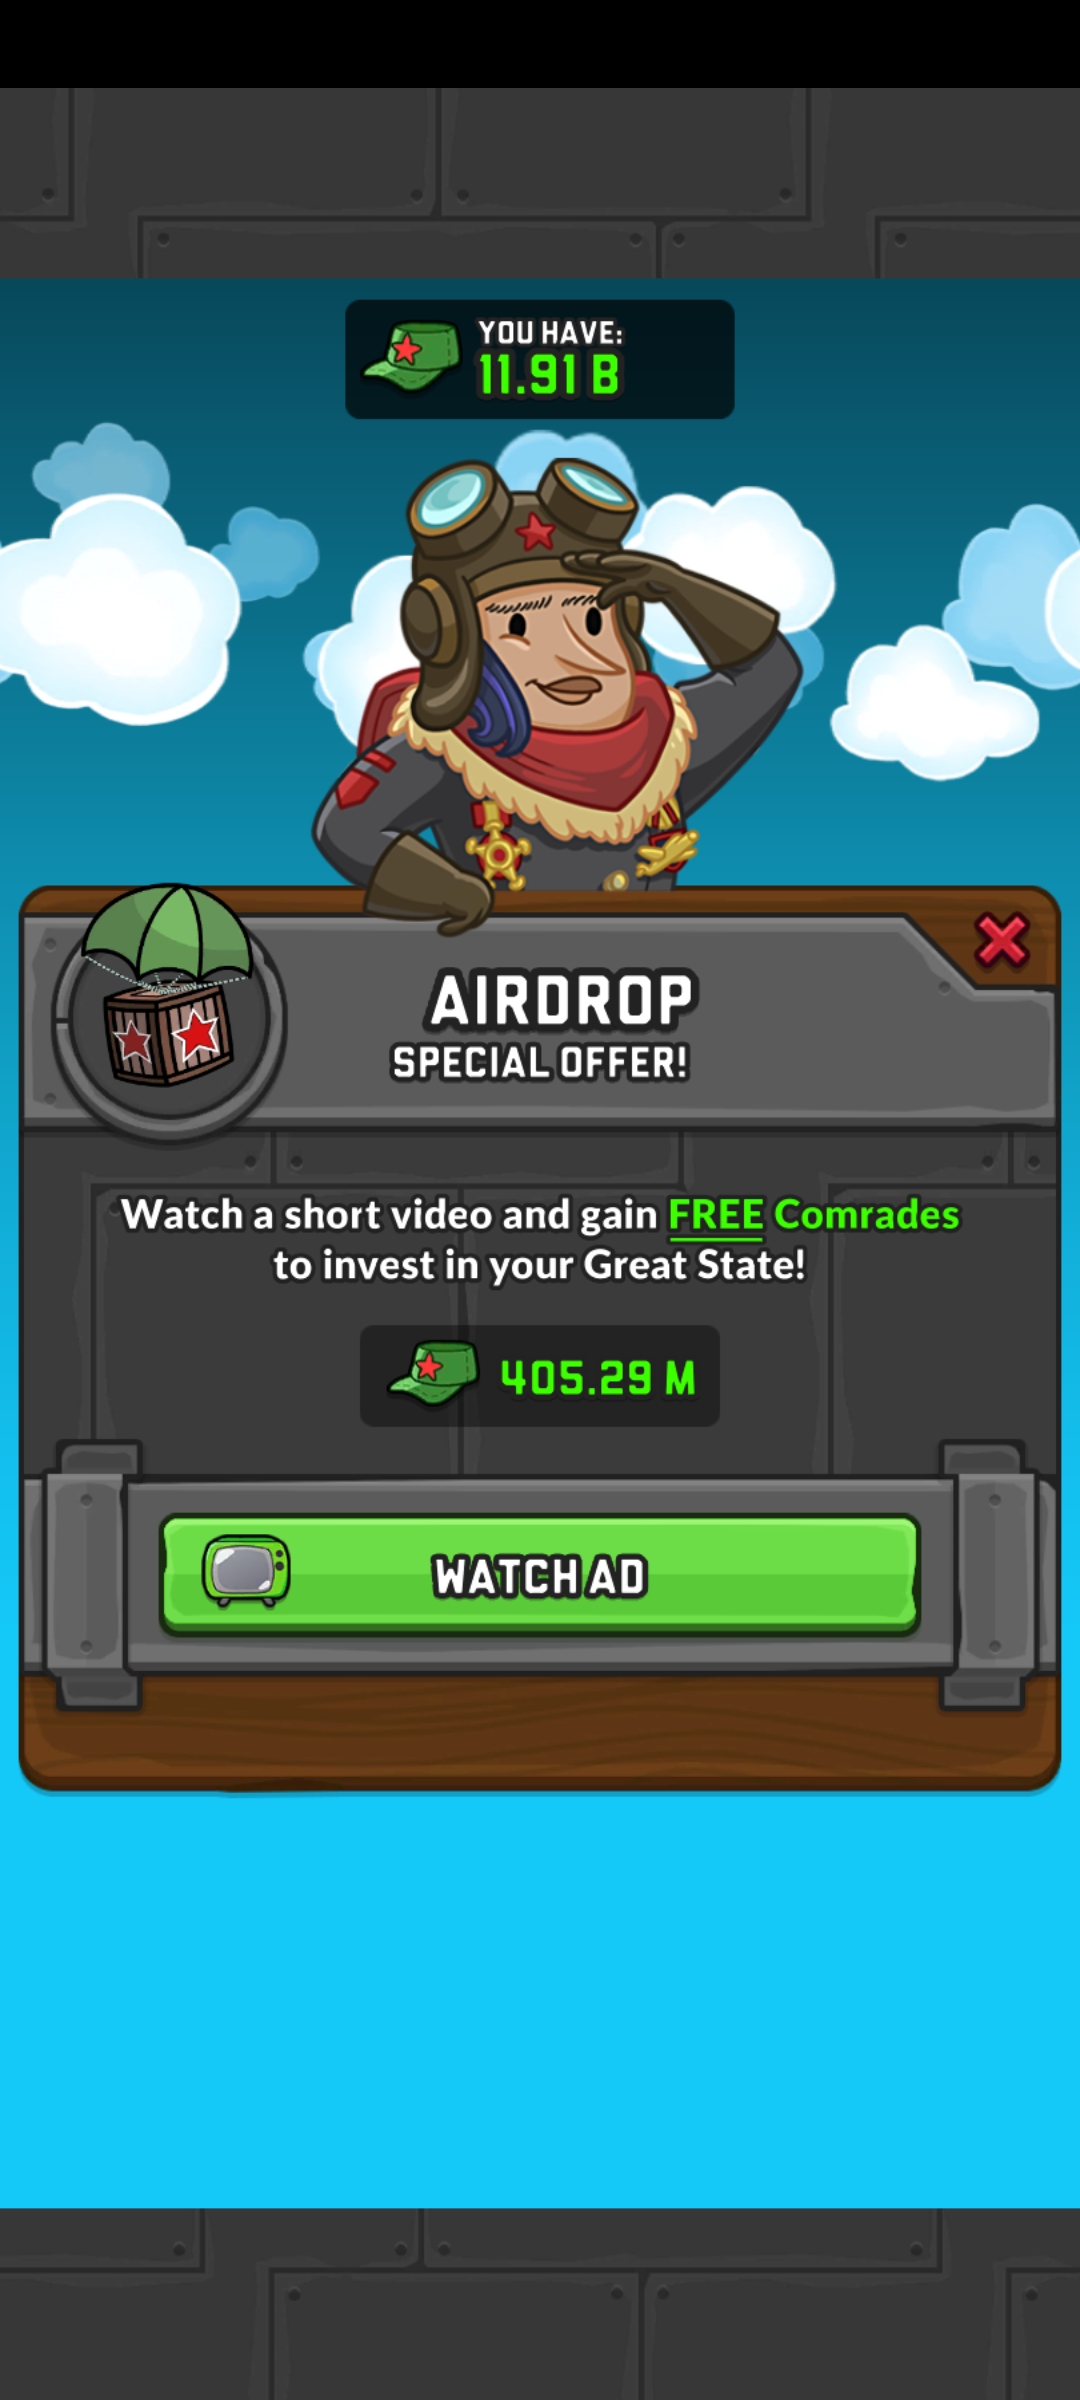 YOU HAVE:
11.91 B
AIRDROP
SPECIAL OFFER!
Watch a short video and gain FREE Comrades
to invest in your Great State!
405.29 M
WATCH AD